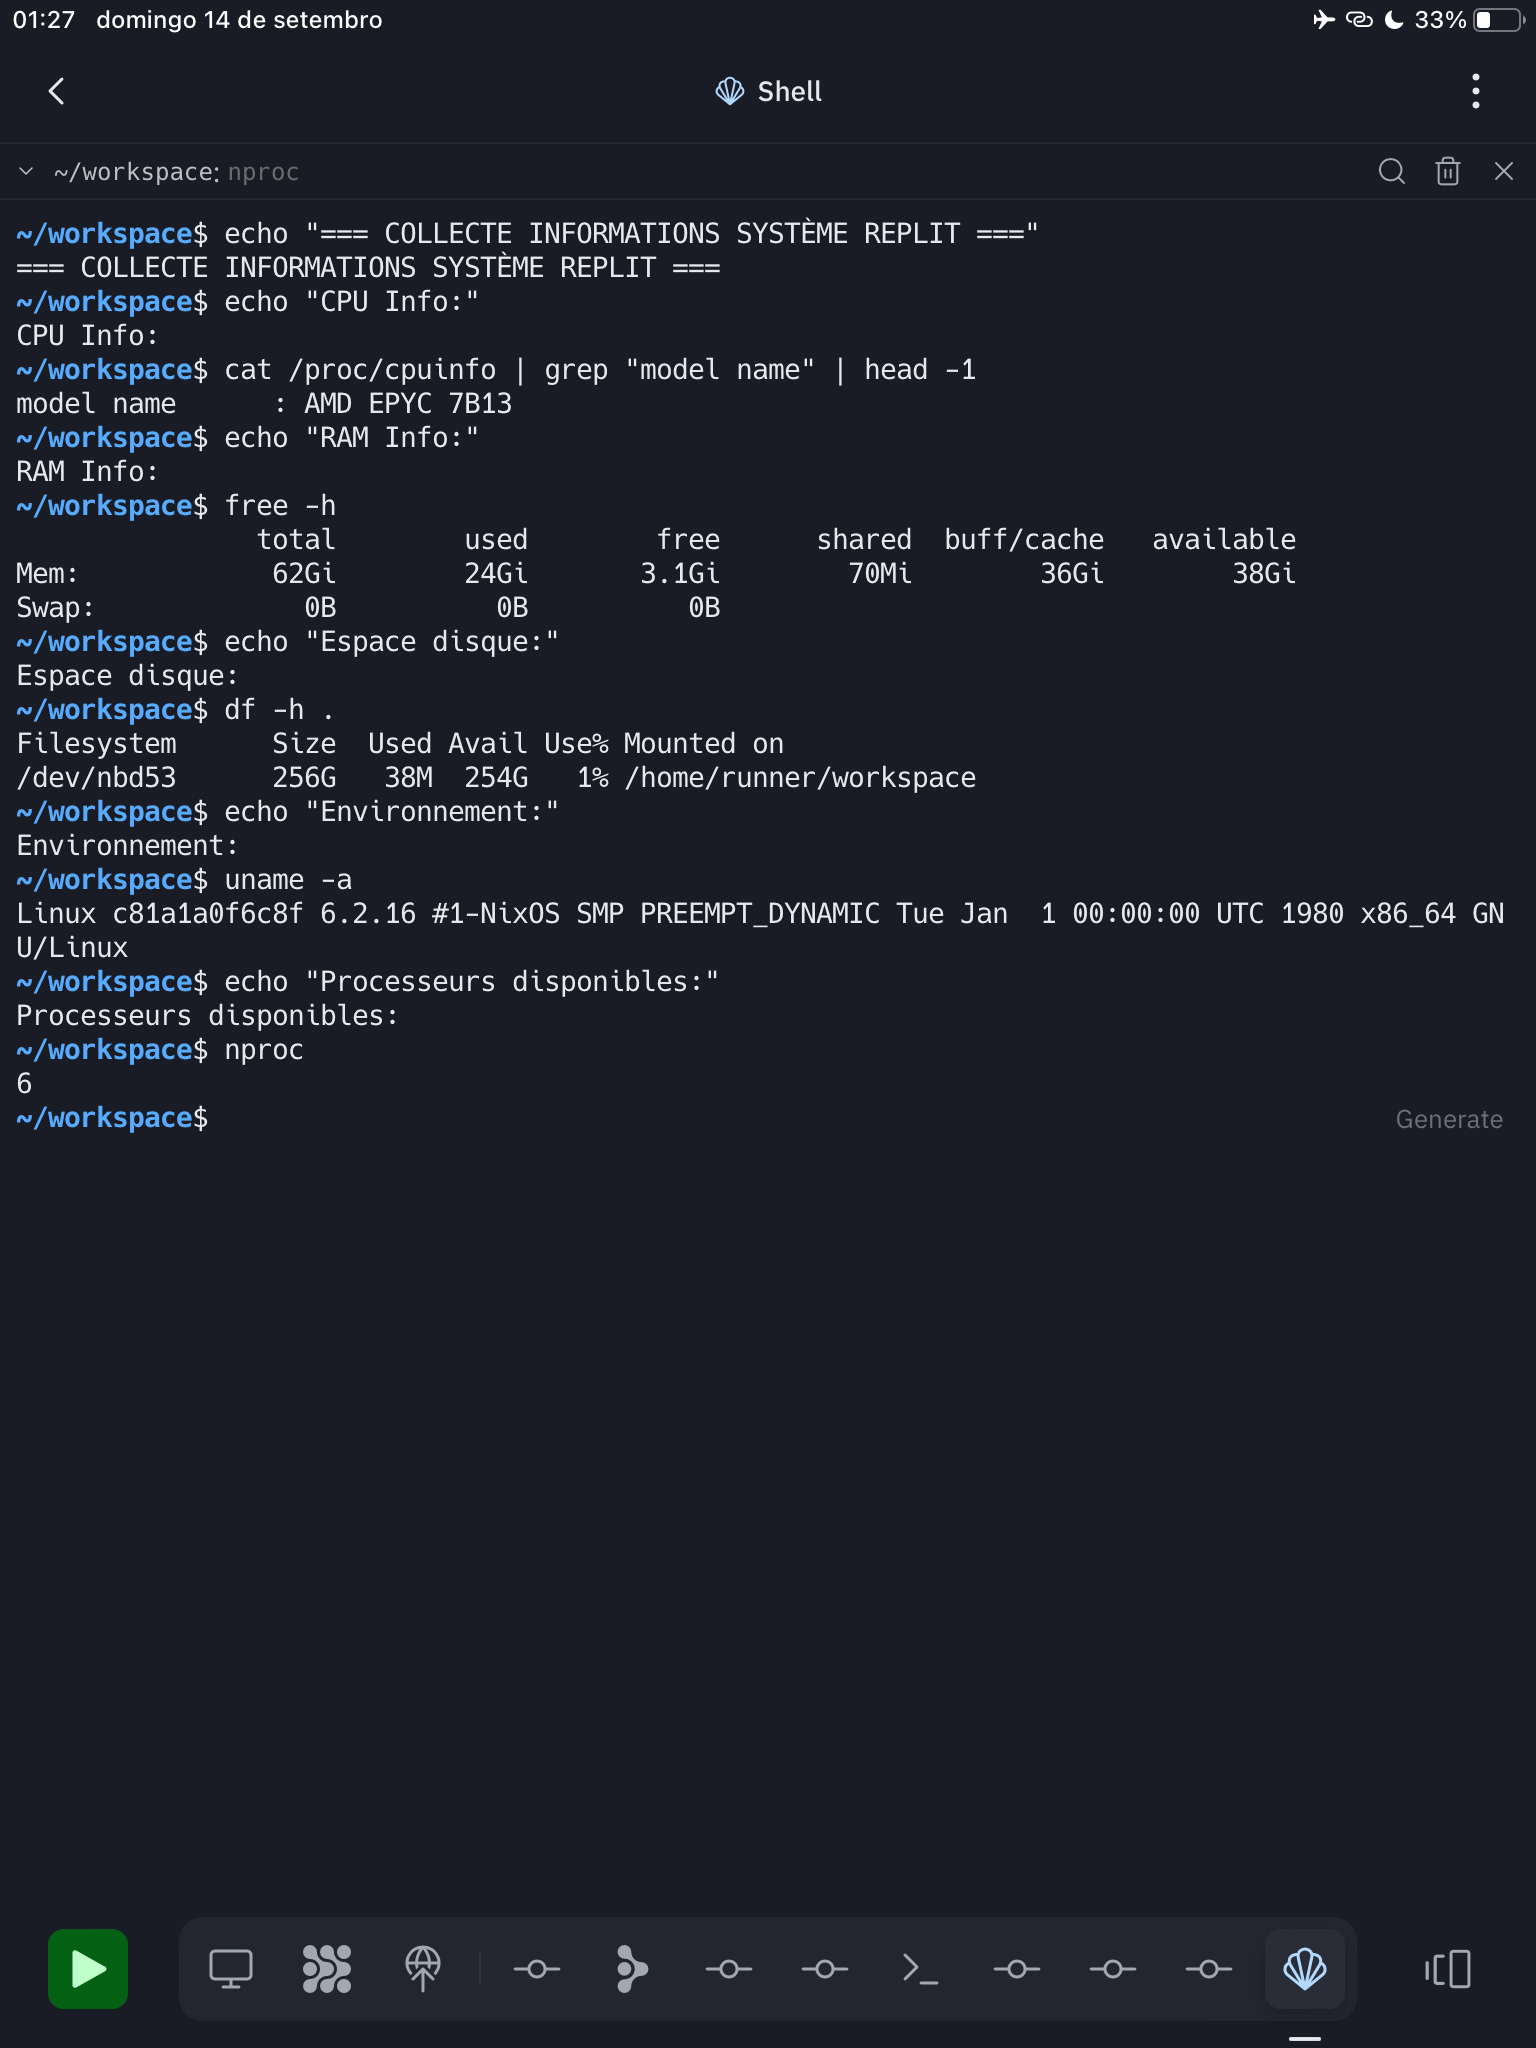 01:27 domingo 14 de setembro 33%
Shell
~/workspace: nproc
~/workspace$ echo "=== COLLECTE INFORMATIONS SYSTÈME REPLIT ==="
=== COLLECTE INFORMATIONS SYSTÈME REPLIT ===
~/workspace$ echo "CPU Info:"
CPU Info:
~/workspace$ cat /proc/cpuinfo | grep "model name" | head -1
model name      : AMD EPYC 7B13
~/workspace$ echo "RAM Info:"
RAM Info:
~/workspace$ free -h
               total        used        free      shared  buff/cache   available
Mem:            62Gi        24Gi       3.1Gi        70Mi        36Gi        38Gi
Swap:             0B          0B          0B
~/workspace$ echo "Espace disque:"
Espace disque:
~/workspace$ df -h .
Filesystem      Size  Used Avail Use% Mounted on
/dev/nbd53      256G   38M  254G   1% /home/runner/workspace
~/workspace$ echo "Environnement:"
Environnement:
~/workspace$ uname -a
Linux c81a1a0f6c8f 6.2.16 #1-NixOS SMP PREEMPT_DYNAMIC Tue Jan  1 00:00:00 UTC 1980 x86_64 GN
U/Linux
~/workspace$ echo "Processeurs disponibles:"
Processeurs disponibles:
~/workspace$ nproc
6
~/workspace$ Generate